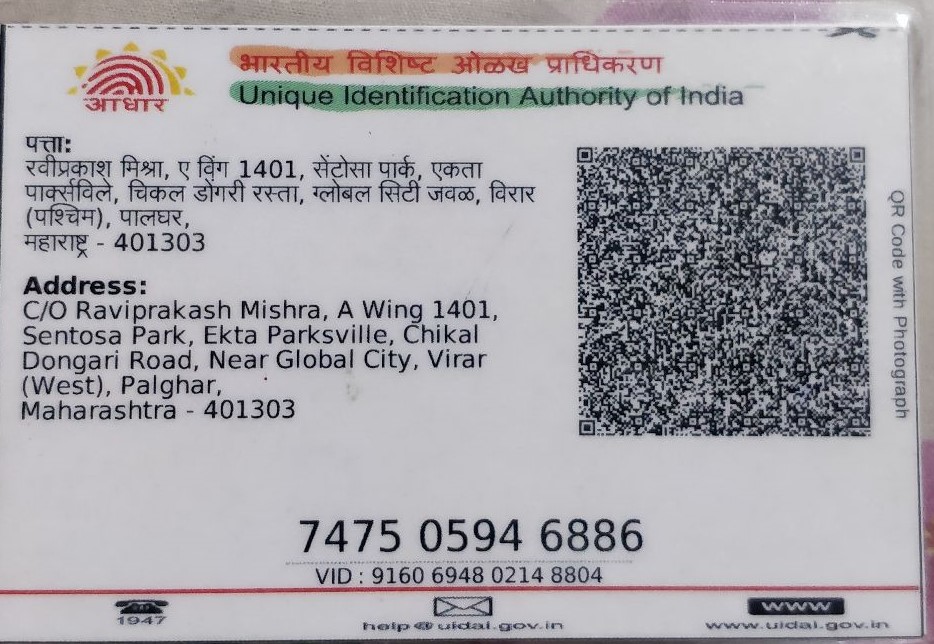 आधार
भारतीय विशिष्ट ओळख प्राधिकरण
Unique Identification Authority of India
पत्ता:
रवीप्रकाश मिश्रा, ए विंग 1401, सेंटोसा पार्क, एकता
पार्क्सविले, चिकल डोंगरी रस्ता, ग्लोबल सिटी जवळ, विरार
(पश्चिम), पालघर,
महाराष्ट्र - 401303
Address:
C/O Raviprakash Mishra, A Wing 1401,
Sentosa Park, Ekta Parksville, Chikal
Dongari Road, Near Global City, Virar
(West), Palghar,
Maharashtra - 401303
QR Code with Photograph
7475 0594 6886
VID : 9160 6948 0214 8804
1947
help@uidai.gov.in
www
www.uidai.gov.in